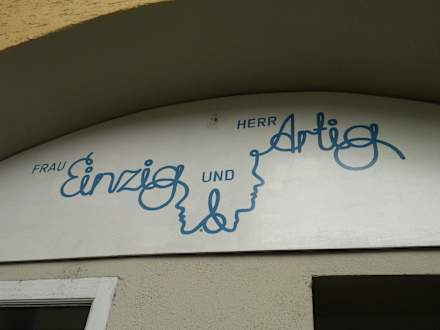 FRAU Einzig UND & HERR Artig